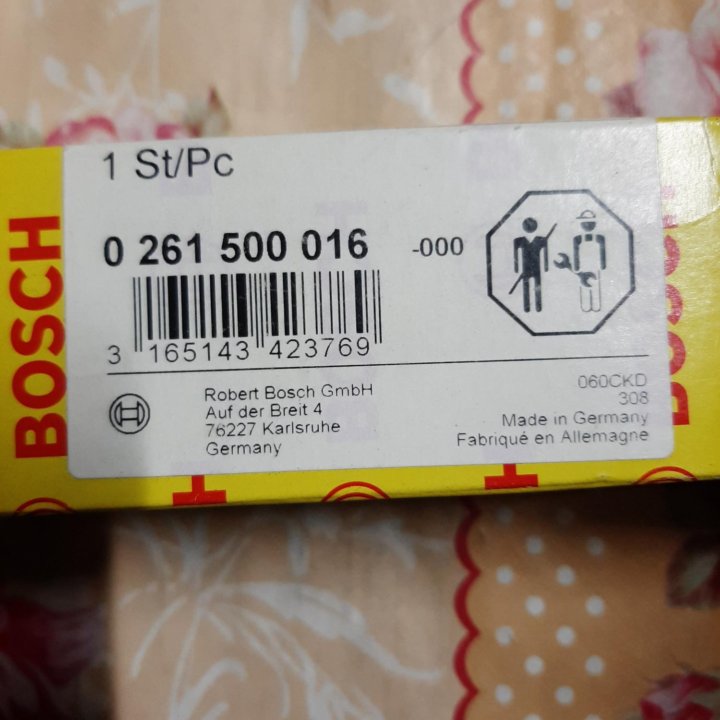 1 St/Pc
0 261 500 016 -000
3 165143 423769
Robert Bosch GmbH
Auf der Breit 4
76227 Karlsruhe
Germany
060CKD
308
Made in Germany
Fabriqué en Allemagne
BOSCH
BOSCH